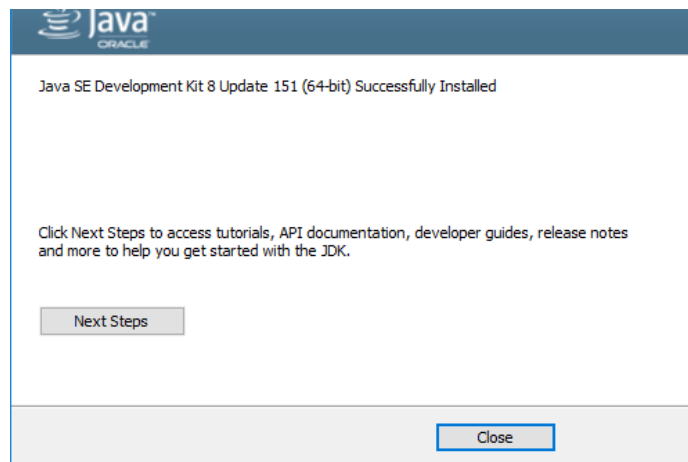 Java™
ORACLE
Java SE Development Kit 8 Update 151 (64-bit) Successfully Installed
Click Next Steps to access tutorials, API documentation, developer guides, release notes
and more to help you get started with the JDK.
Next Steps
Close